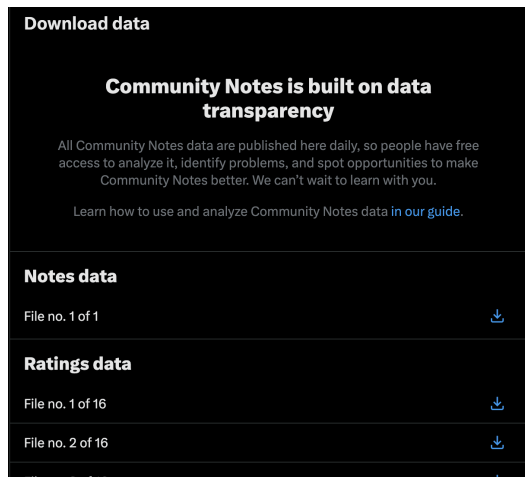 Download data
Community Notes is built on data
transparency
All Community Notes data are published here daily, so people have free
access to analyze it, identify problems, and spot opportunities to make
Community Notes better. We can't wait to learn with you.
Learn how to use and analyze Community Notes data in our guide.
Notes data
File no. 1 of 1
Ratings data
File no. 1 of 16
File no. 2 of 16